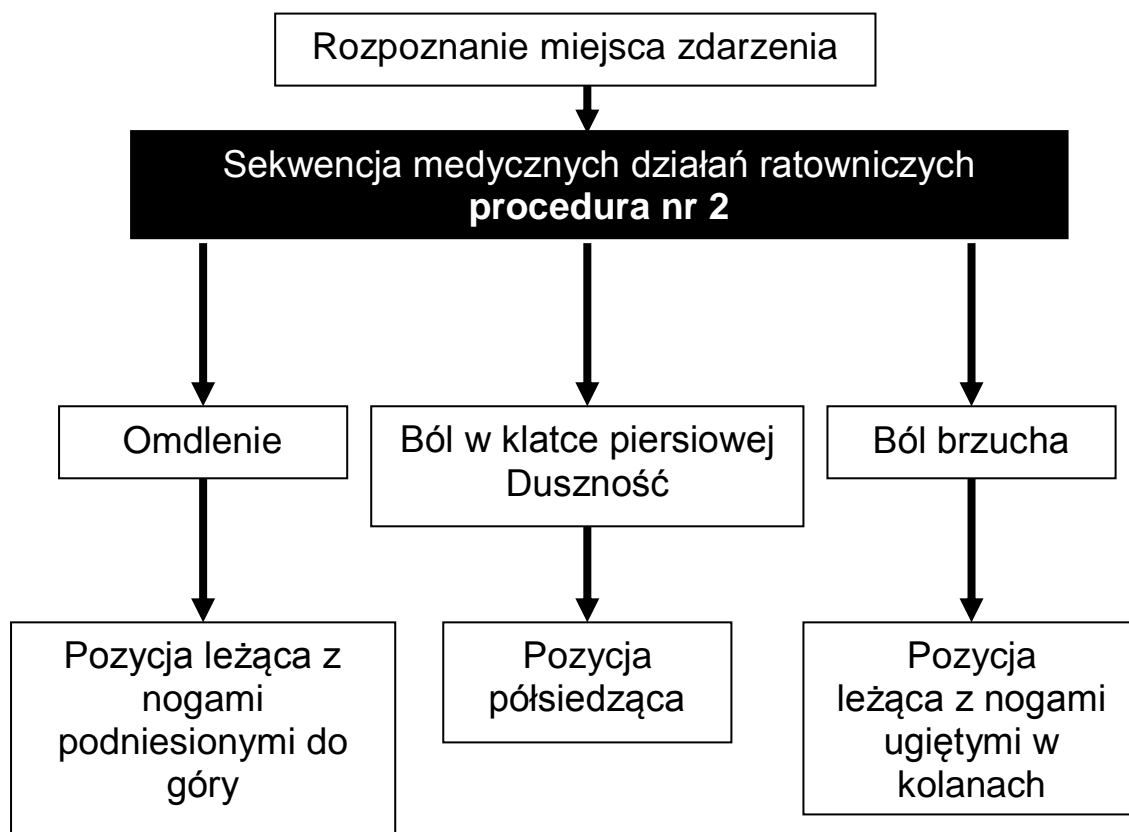 Rozpoznanie miejsca zdarzenia
Sekwencja medycznych działań ratowniczych
procedura nr 2
Omdlenie
Ból w klatce piersiowej
Duszność
Ból brzucha
Pozycja leżąca z
nogami
podniesionymi do
góry
Pozycja
półsiedząca
Pozycja
leżąca z nogami
ugiętymi w
kolanach